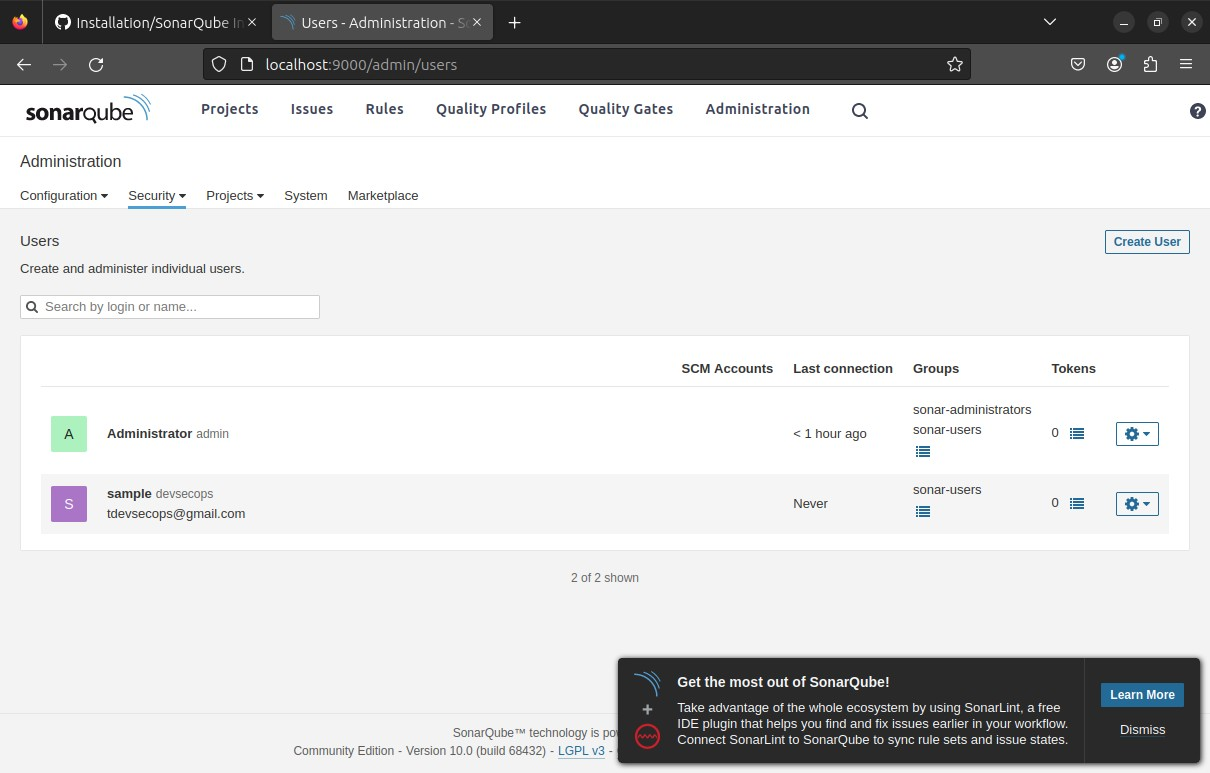 Installation/SonarQube In
Users - Administration - So
localhost:9000/admin/users
sonarqube
Projects
Issues
Rules
Quality Profiles
Quality Gates
Administration
?
Administration
Configuration
Security
Projects
System
Marketplace
Users
Create User
Create and administer individual users.
Search by login or name...
SCM Accounts
Last connection
Groups
Tokens
A
Administrator admin
< 1 hour ago
sonar-administrators
sonar-users
0
S
sample devsecops
tdevsecops@gmail.com
Never
sonar-users
0
2 of 2 shown
Get the most out of SonarQube!
Take advantage of the whole ecosystem by using SonarLint, a free
IDE plugin that helps you find and fix issues earlier in your workflow.
Connect SonarLint to SonarQube to sync rule sets and issue states.
Learn More
Dismiss
SonarQube™ technology is
Community Edition - Version 10.0 (build 68432) - LGPL v3 -